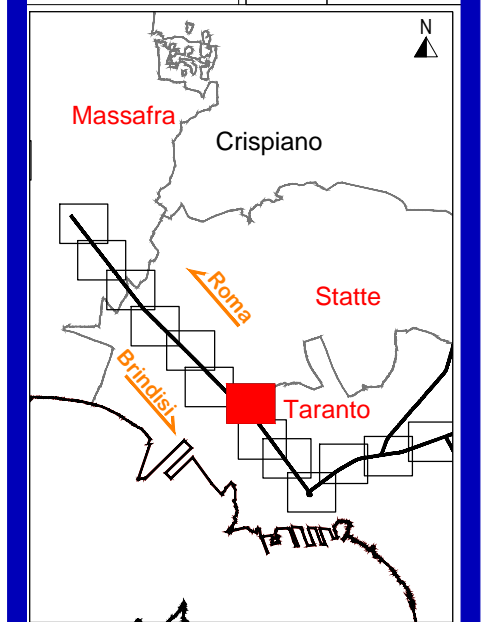 N
Massafra
Crispiano
Roma
Statte
Brindisi
Taranto